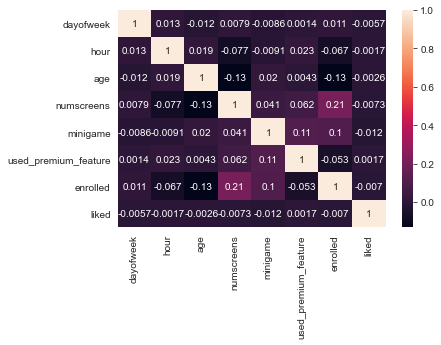 dayofweek 1 0.013 -0.012 0.0079 -0.0086 0.0014 0.011 -0.0057
hour 0.013 1 0.019 -0.077 -0.0091 0.023 -0.067 -0.0017
age -0.012 0.019 1 -0.13 0.02 0.0043 -0.13 -0.0026
numscreens 0.0079 -0.077 -0.13 1 0.041 0.062 0.21 -0.0073
minigame -0.0086 -0.0091 0.02 0.041 1 0.11 0.1 -0.012
used_premium_feature 0.0014 0.023 0.0043 0.062 0.11 1 -0.053 0.0017
enrolled 0.011 -0.067 -0.13 0.21 0.1 -0.053 1 -0.007
liked -0.0057 -0.0017 -0.0026 -0.0073 -0.012 0.0017 -0.007 1
dayofweek
hour
age
numscreens
minigame
used_premium_feature
enrolled
liked
1.0
0.8
0.6
0.4
0.2
0.0